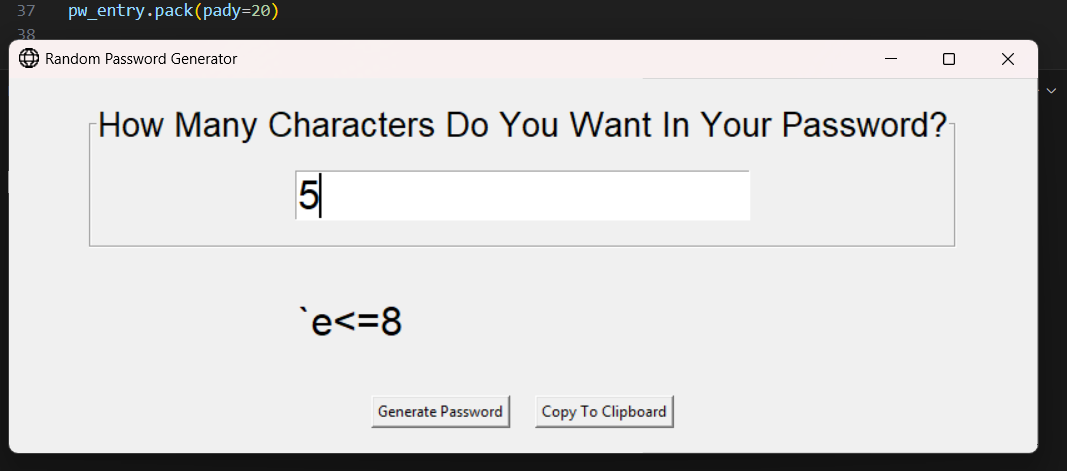 37 pw_entry.pack(pady=20)
38
Random Password Generator
How Many Characters Do You Want In Your Password?
5
`e<=8
Generate Password Copy To Clipboard